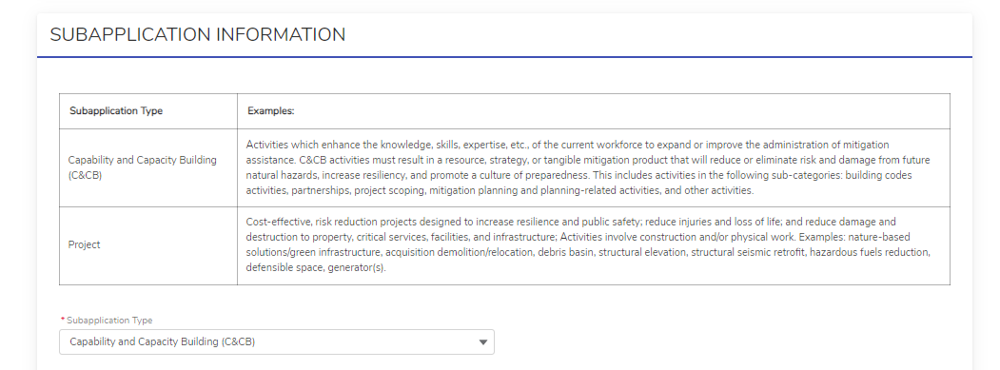 SUBAPPLICATION INFORMATION
Subapplication Type
Examples:
Capability and Capacity Building
(C&CB)
Activities which enhance the knowledge, skills, expertise, etc., of the current workforce to expand or improve the administration of mitigation
assistance. C&CB activities must result in a resource, strategy, or tangible mitigation product that will reduce or eliminate risk and damage from future
natural hazards, increase resiliency, and promote a culture of preparedness. This includes activities in the following sub-categories: building codes
activities, partnerships, project scoping, mitigation planning and planning-related activities, and other activities.
Project
Cost-effective, risk reduction projects designed to increase resilience and public safety; reduce injuries and loss of life; and reduce damage and
destruction to property, critical services, facilities, and infrastructure; Activities involve construction and/or physical work. Examples: nature-based
solutions/green infrastructure, acquisition demolition/relocation, debris basin, structural elevation, structural seismic retrofit, hazardous fuels reduction,
defensible space, generator(s).
* Subapplication Type
Capability and Capacity Building (C&CB)